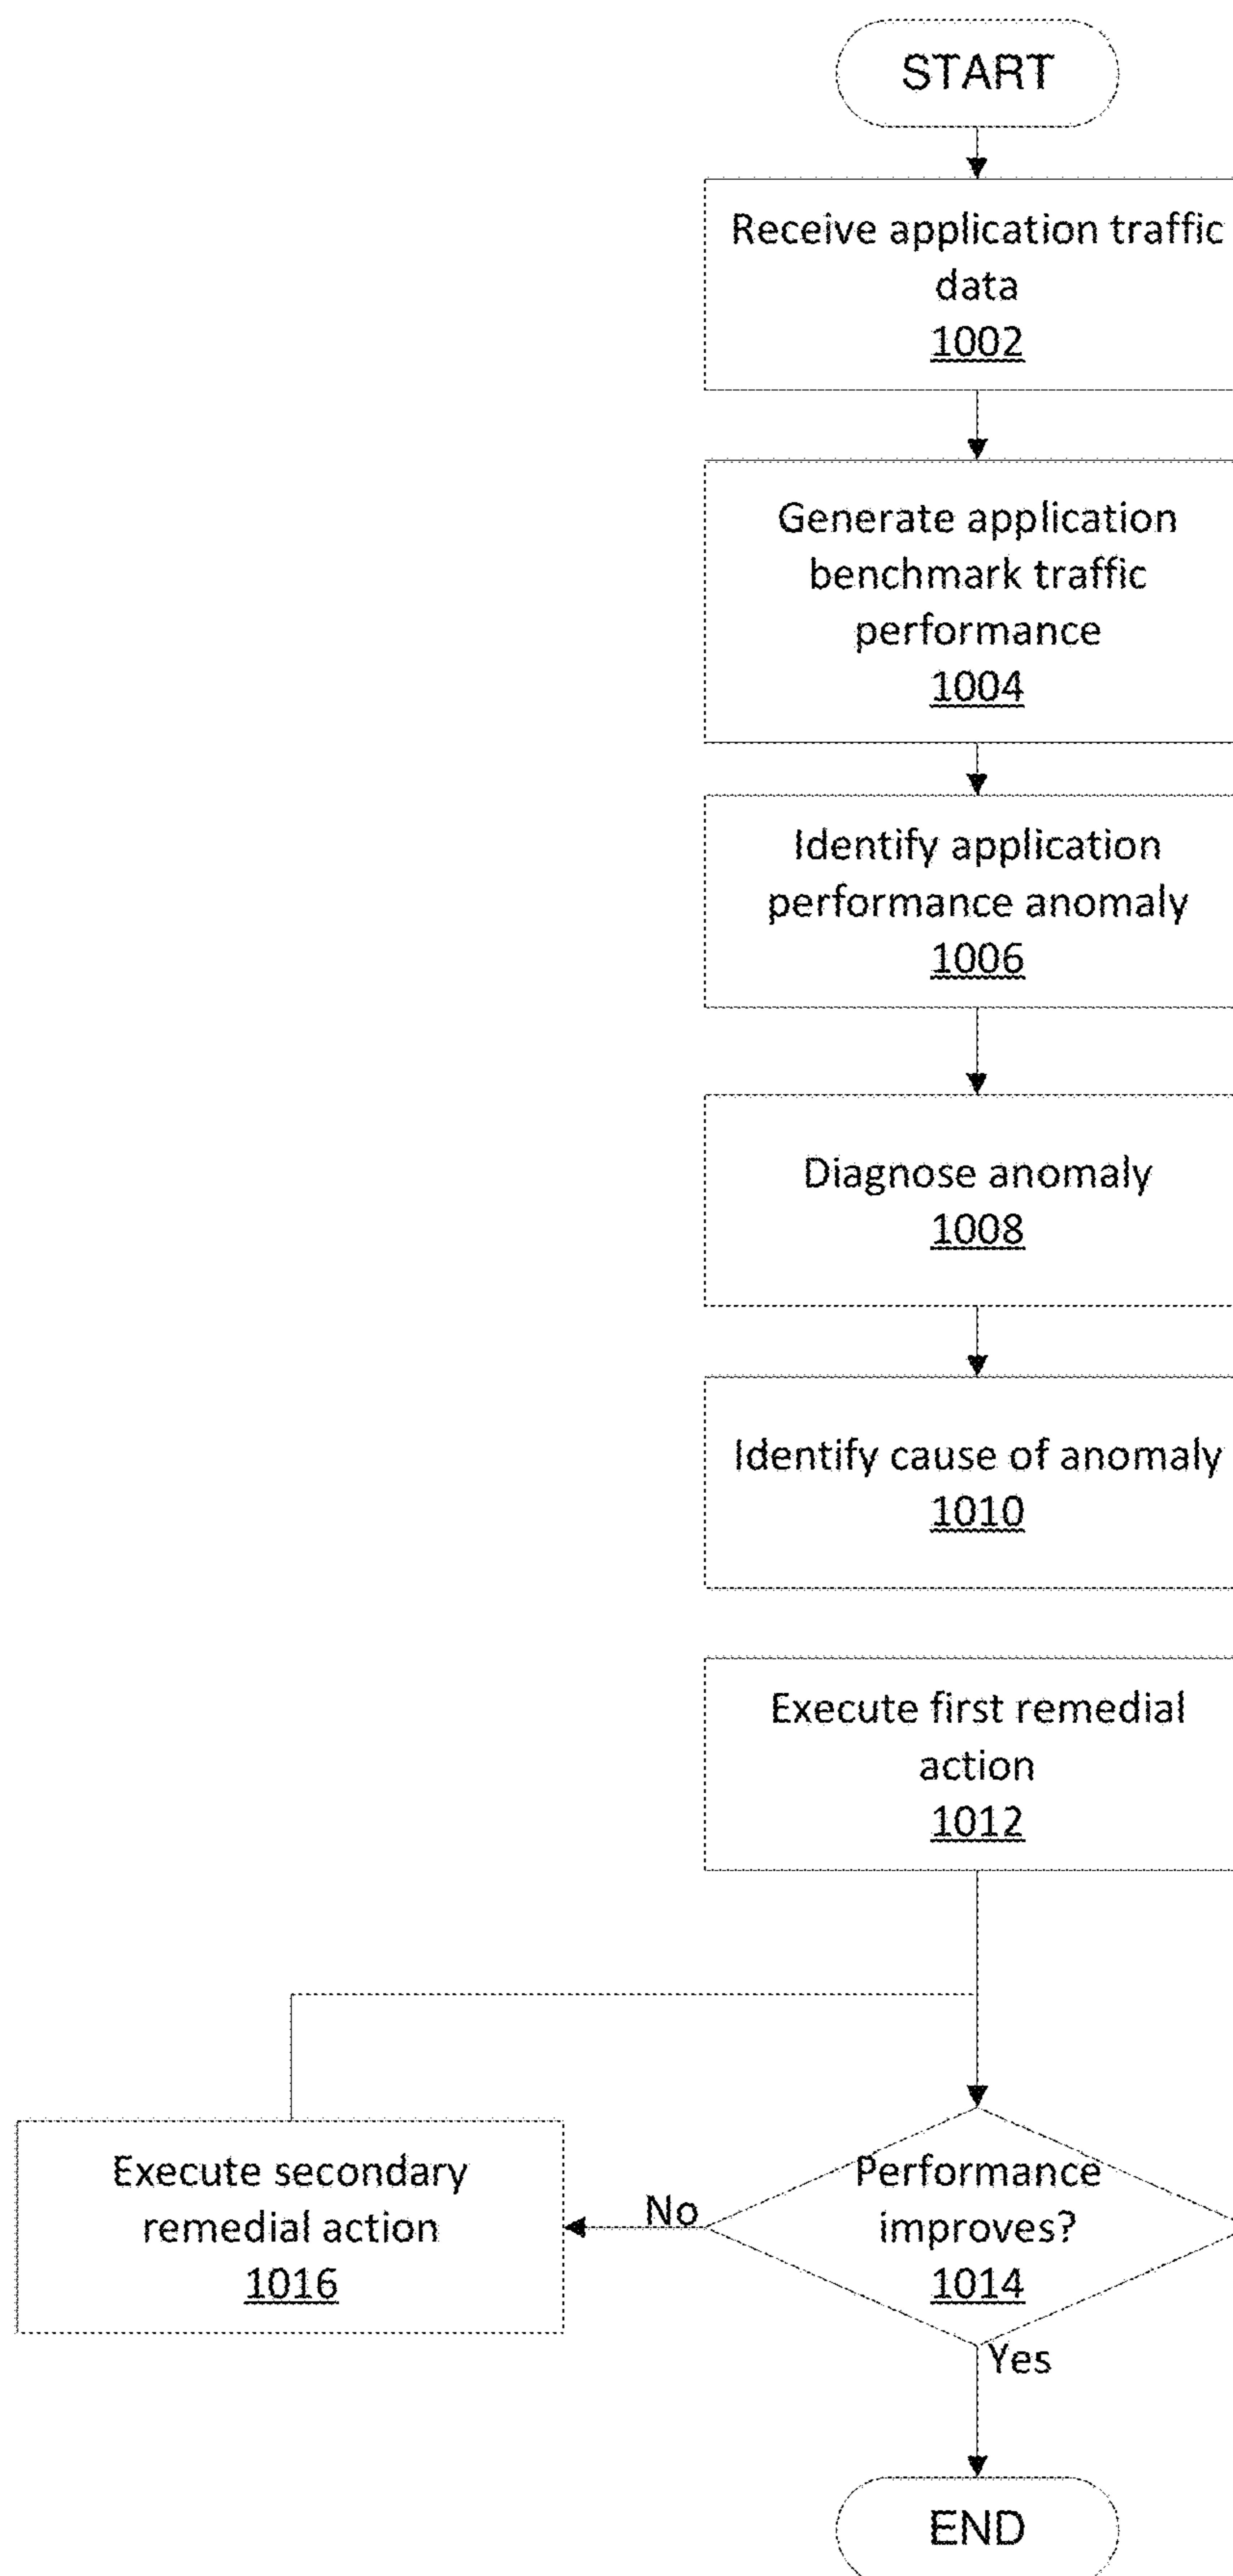 START
Receive application traffic
data
1002
Generate application
benchmark traffic
performance
1004
Identify application
performance anomaly
1006
Diagnose anomaly
1008
Identify cause of anomaly
1010
Execute first remedial
action
1012
Performance
improves?
1014
No
Execute secondary
remedial action
1016
Yes
END